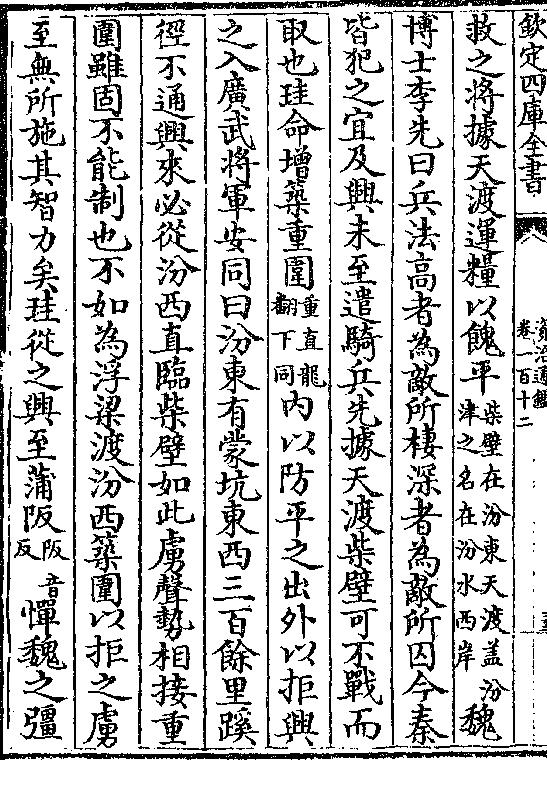 欽定四庫全書
資治通鑑
卷一百十二
救之將據天渡運糧以餽平柴壁在汾東天渡蓋汾津之名在汾水西岸魏
博士李先曰兵法高者為敵所棲深者為敵所囚今秦
皆犯之宜及興未至遣騎兵先據天渡柴壁可不戰而
取也珪命增築重圍重直龍翻下同内以防平之出外以拒興
之入廣武將軍安同曰汾東有蒙坑東西三百餘里蹊
徑不通興來必從汾西直臨柴壁如此虜聲勢相接重
圍雖固不能制也不如為浮梁渡汾西築圍以拒之虜
至無所施其智力矣珪從之興至蒲阪阪音反憚魏之彊